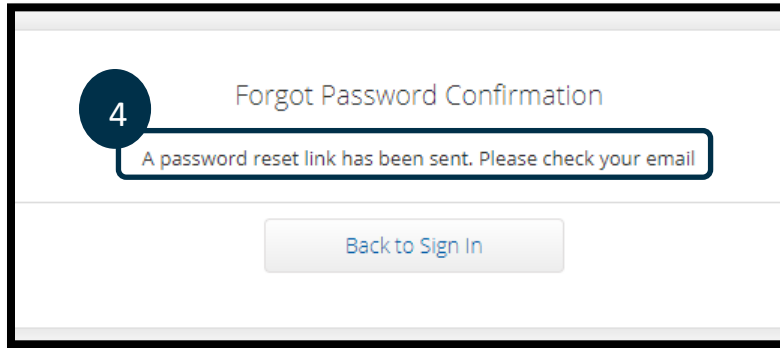 Forgot Password Confirmation
4
A password reset link has been sent. Please check your email
Back to Sign In